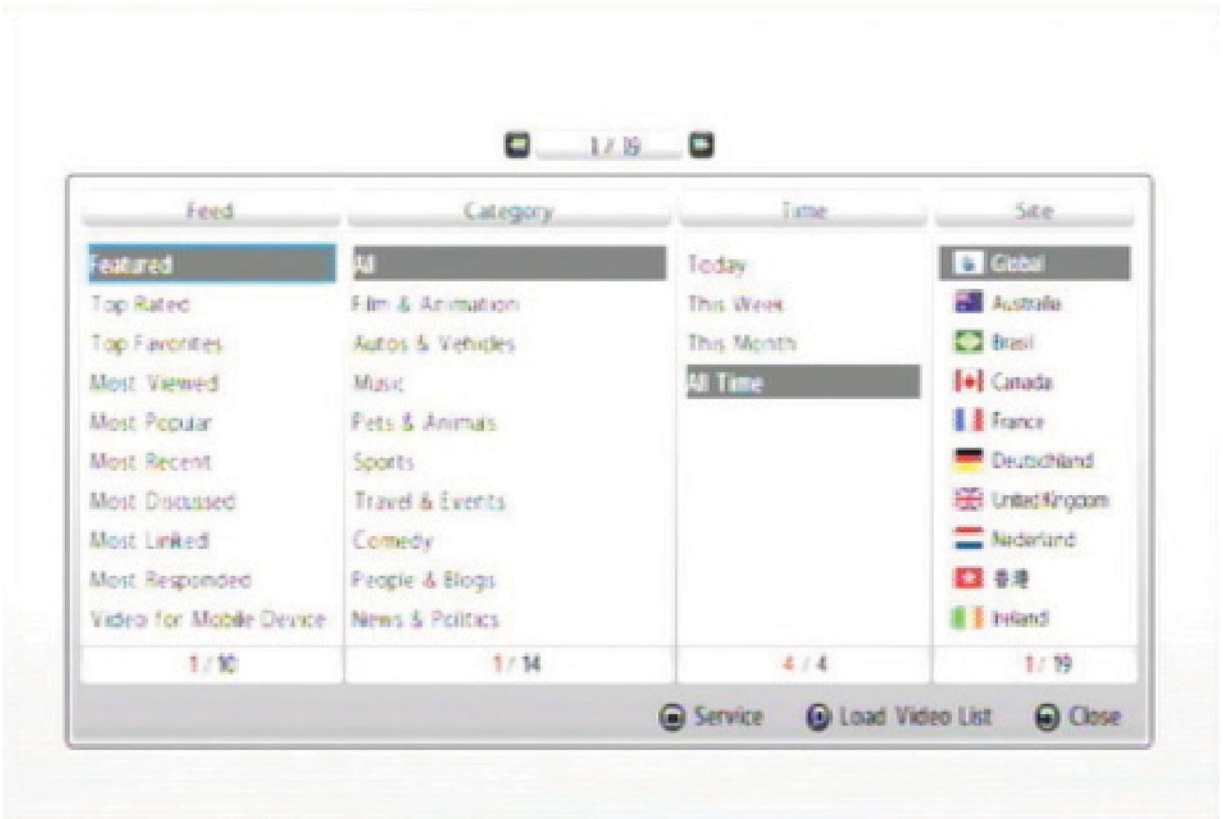 1 / 19
Feed Category Time Site
Featured All Today Global
Top Rated Film & Animation This Week Australia
Top Favorites Autos & Vehicles This Month Brasil
Most Viewed Music All Time Canada
Most Popular Pets & Animals France
Most Recent Sports Deutschland
Most Discussed Travel & Events United Kingdom
Most Linked Comedy Nederland
Most Responded People & Blogs 香港
Video for Mobile Device News & Politics Ireland
1 / 10 1 / 14 4 / 4 1 / 19
Service Load Video List Close